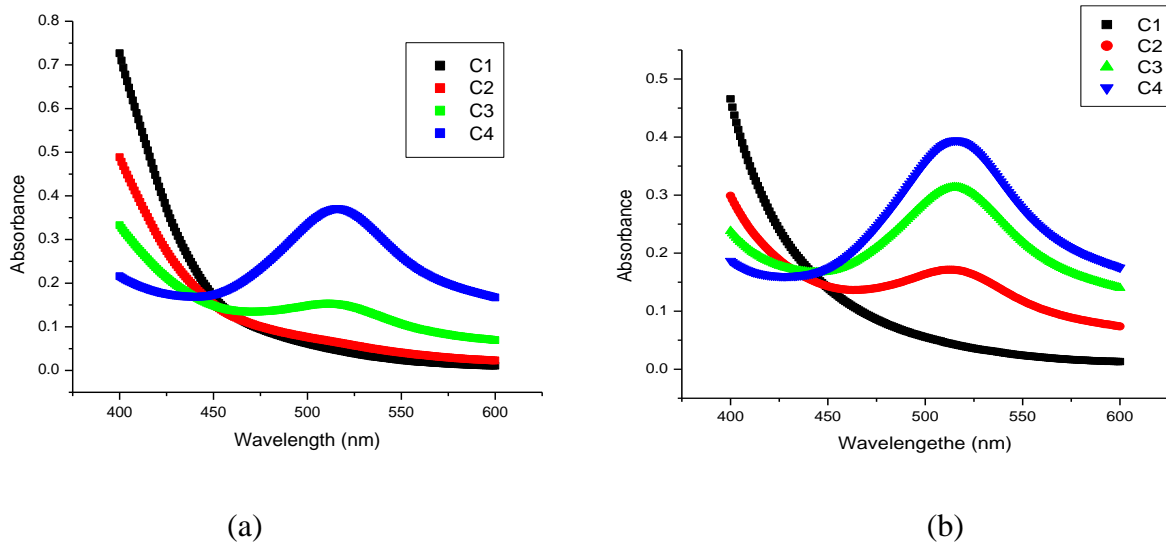 0.8
0.7
0.6
0.5
0.4
0.3
0.2
0.1
0.0
Absorbance
400 450 500 550 600
Wavelength (nm)
C1
C2
C3
C4
(a)
0.5
0.4
0.3
0.2
0.1
0.0
Absorbance
400 450 500 550 600
Wavelengethe (nm)
C1
C2
C3
C4
(b)